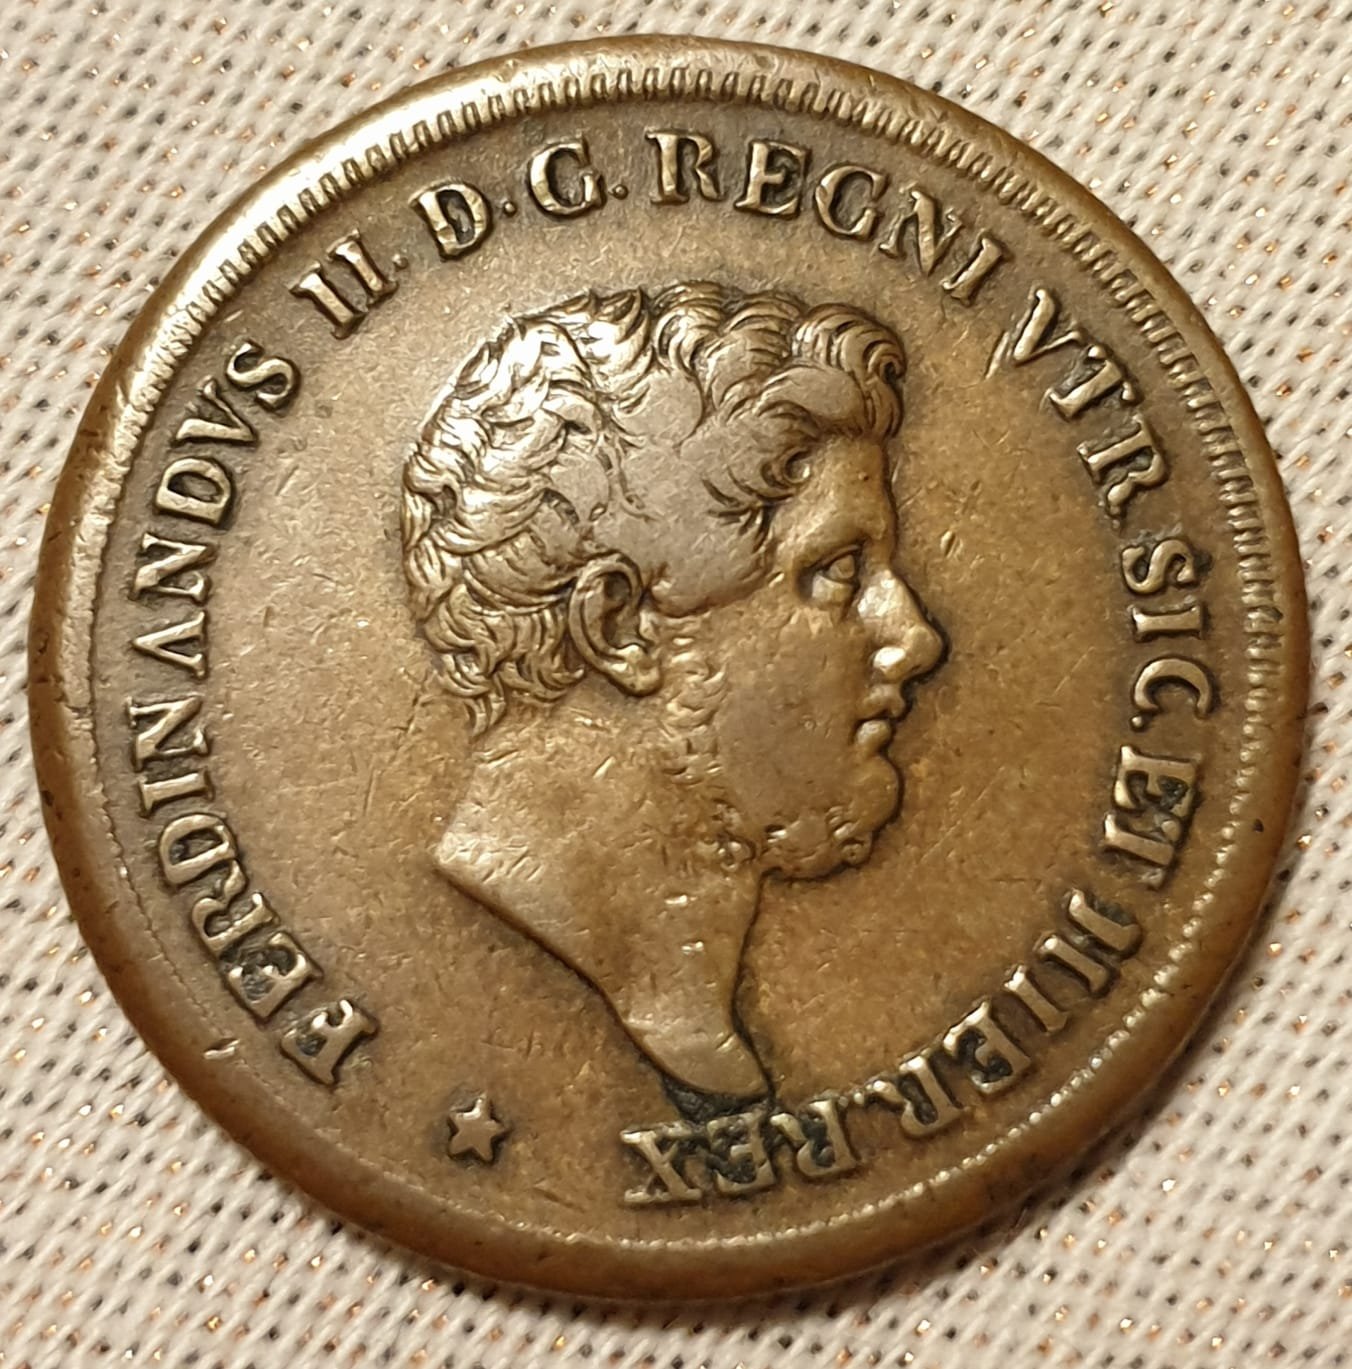 FERDINANDVS II. D. G. REGNI VTR. SIC. ET HIER. REX